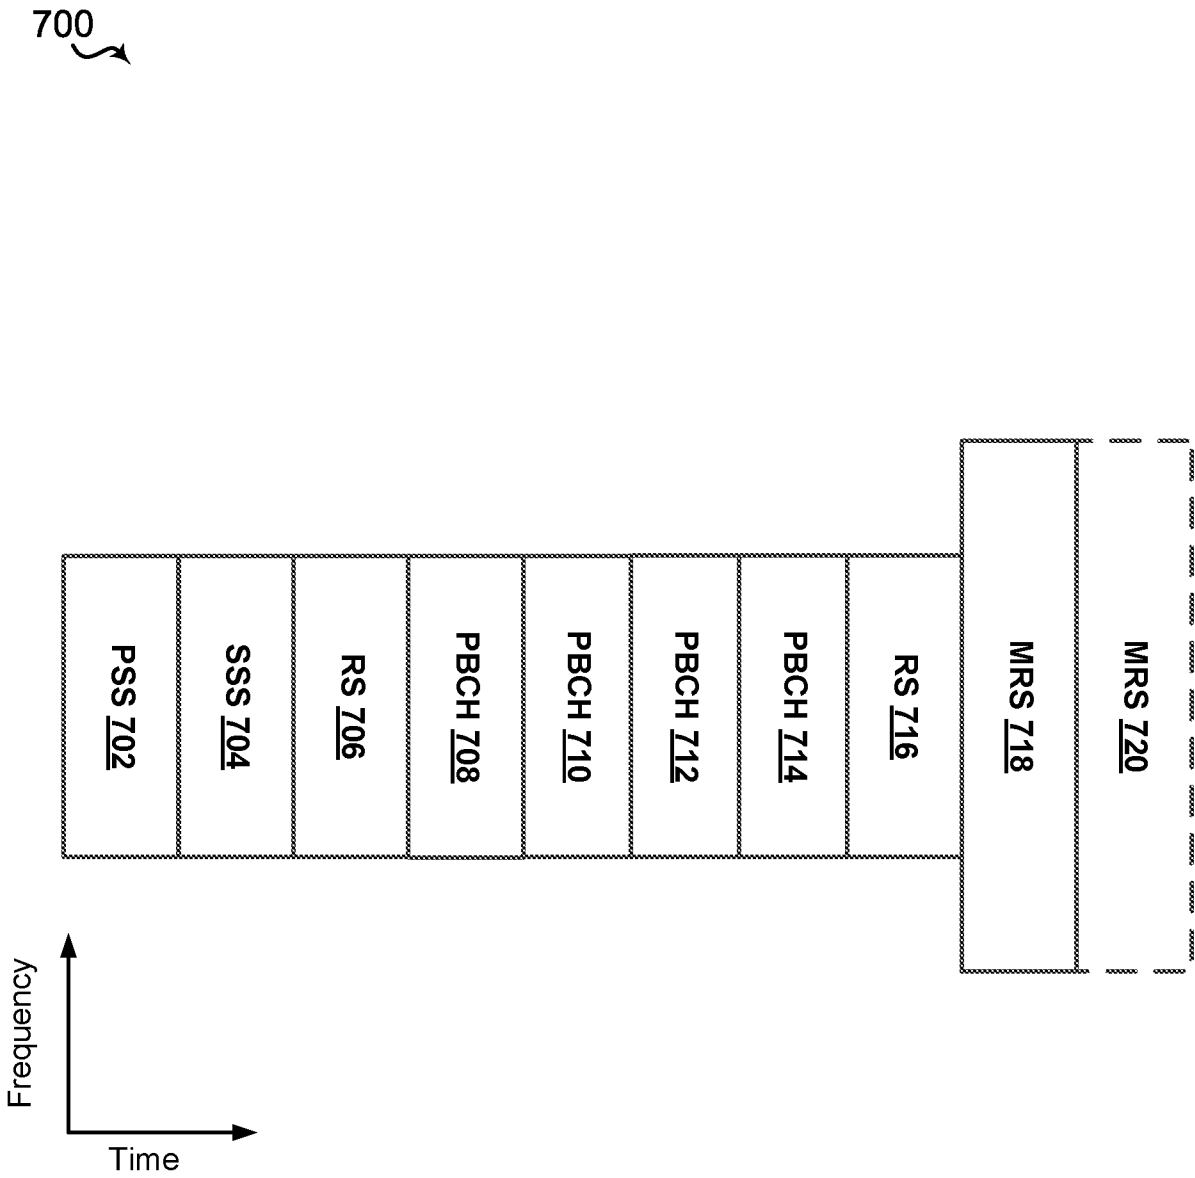 700
PSS 702
SSS 704
RS 706
PBCH 708
PBCH 710
PBCH 712
PBCH 714
RS 716
MRS 718
MRS 720
Frequency
Time